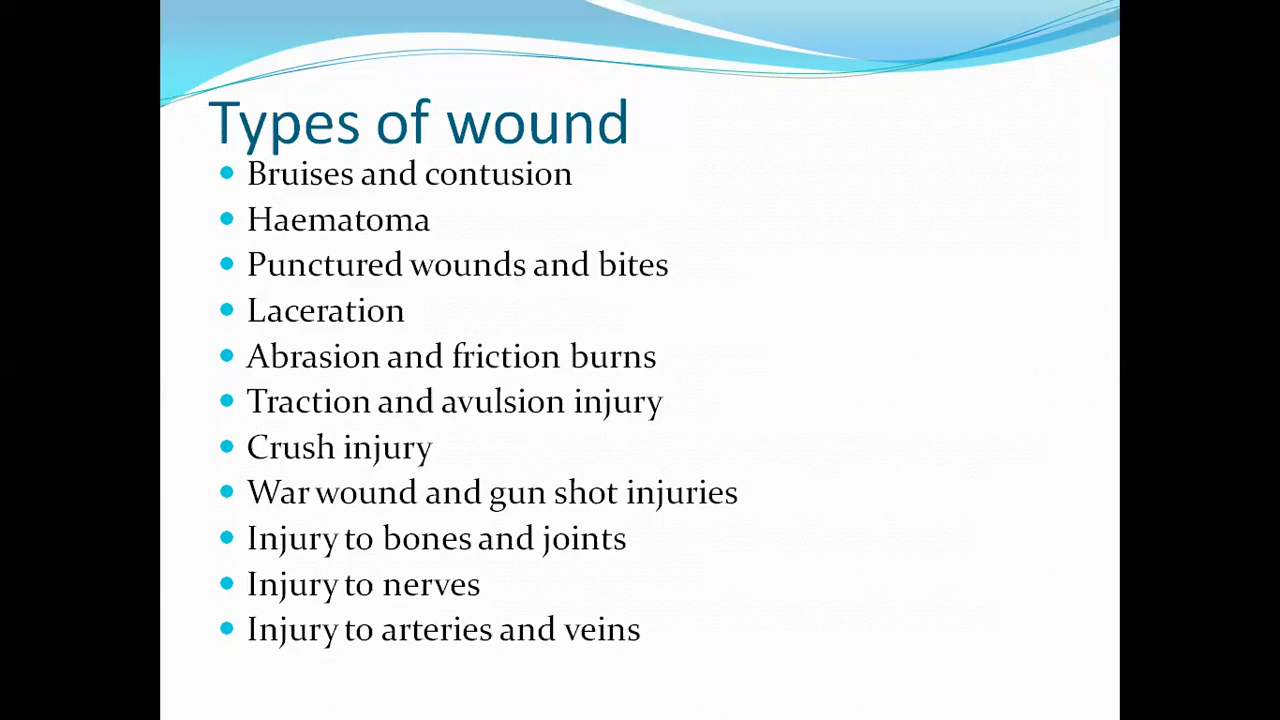 Types of wound
Bruises and contusion
Haematoma
Punctured wounds and bites
Laceration
Abrasion and friction burns
Traction and avulsion injury
Crush injury
War wound and gun shot injuries
Injury to bones and joints
Injury to nerves
Injury to arteries and veins